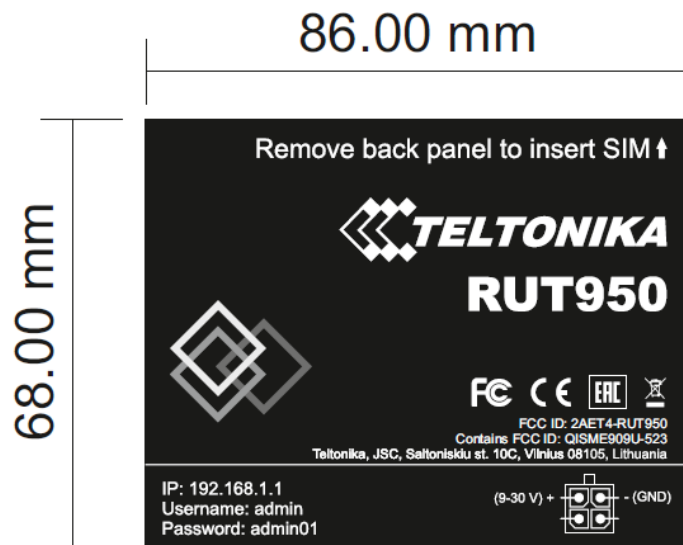 86.00 mm
68.00 mm
Remove back panel to insert SIM
TELTONIKA
RUT950
FC CE EAC
FCC ID: 2AET4-RUT950
Contains FCC ID: QISME909U-523
Teltonika, JSC, Saltoniskiu st. 10C, Vilnius 08105, Lithuania
IP: 192.168.1.1
Username: admin
Password: admin01
(9-30 V) + - (GND)